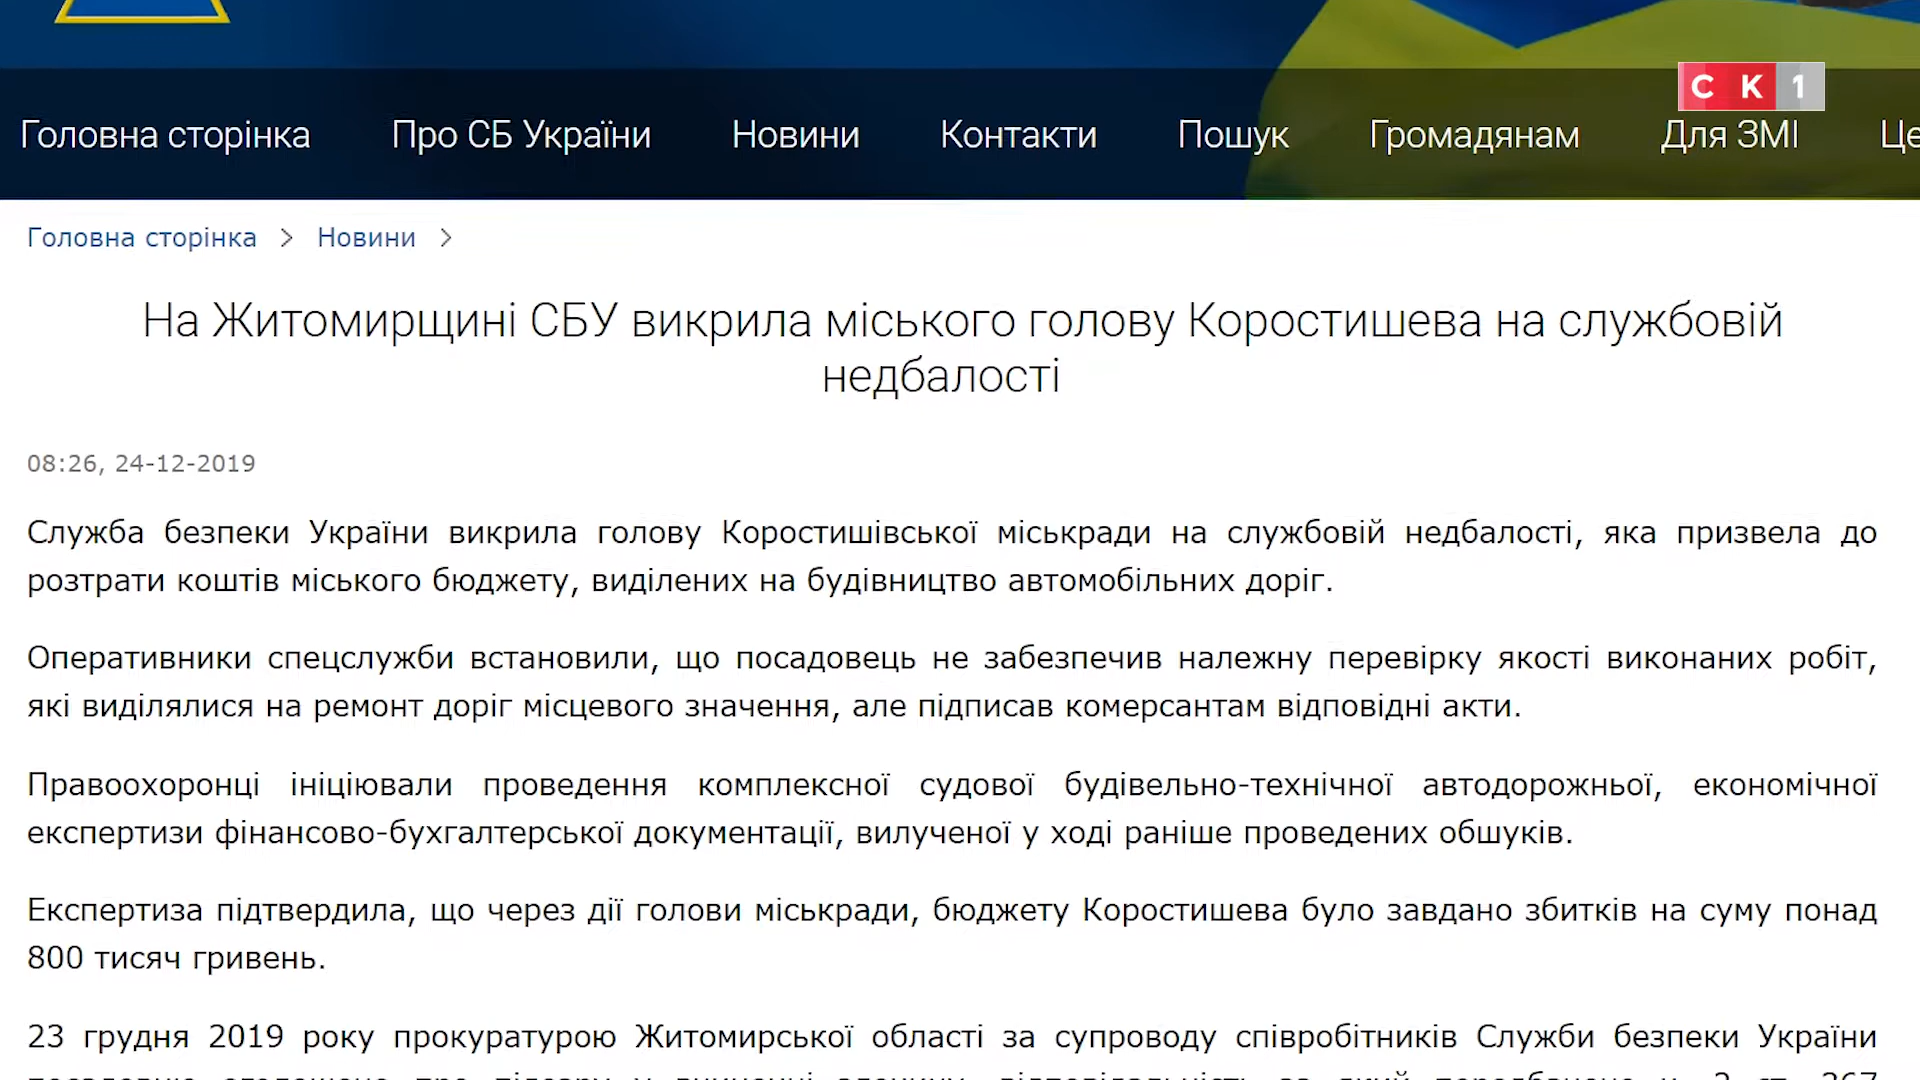 СК1
Головна сторінка Про СБ України Новини Контакти Пошук Громадянам Для ЗМІ
Головна сторінка > Новини >
На Житомирщині СБУ викрила міського голову Коростишева на службовій
недбалості
08:26, 24-12-2019
Служба безпеки України викрила голову Коростишівської міськради на службовій недбалості, яка призвела до
розтрати коштів міського бюджету, виділених на будівництво автомобільних доріг.
Оперативники спецслужби встановили, що посадовець не забезпечив належну перевірку якості виконаних робіт,
які виділялися на ремонт доріг місцевого значення, але підписав комерсантам відповідні акти.
Правоохоронці ініціювали проведення комплексної судової будівельно-технічної автодорожньої, економічної
експертизи фінансово-бухгалтерської документації, вилученої у ході раніше проведених обшуків.
Експертиза підтвердила, що через дії голови міськради, бюджету Коростишева було завдано збитків на суму понад
800 тисяч гривень.
23 грудня 2019 року прокуратурою Житомирської області за супроводу співробітників Служби безпеки України